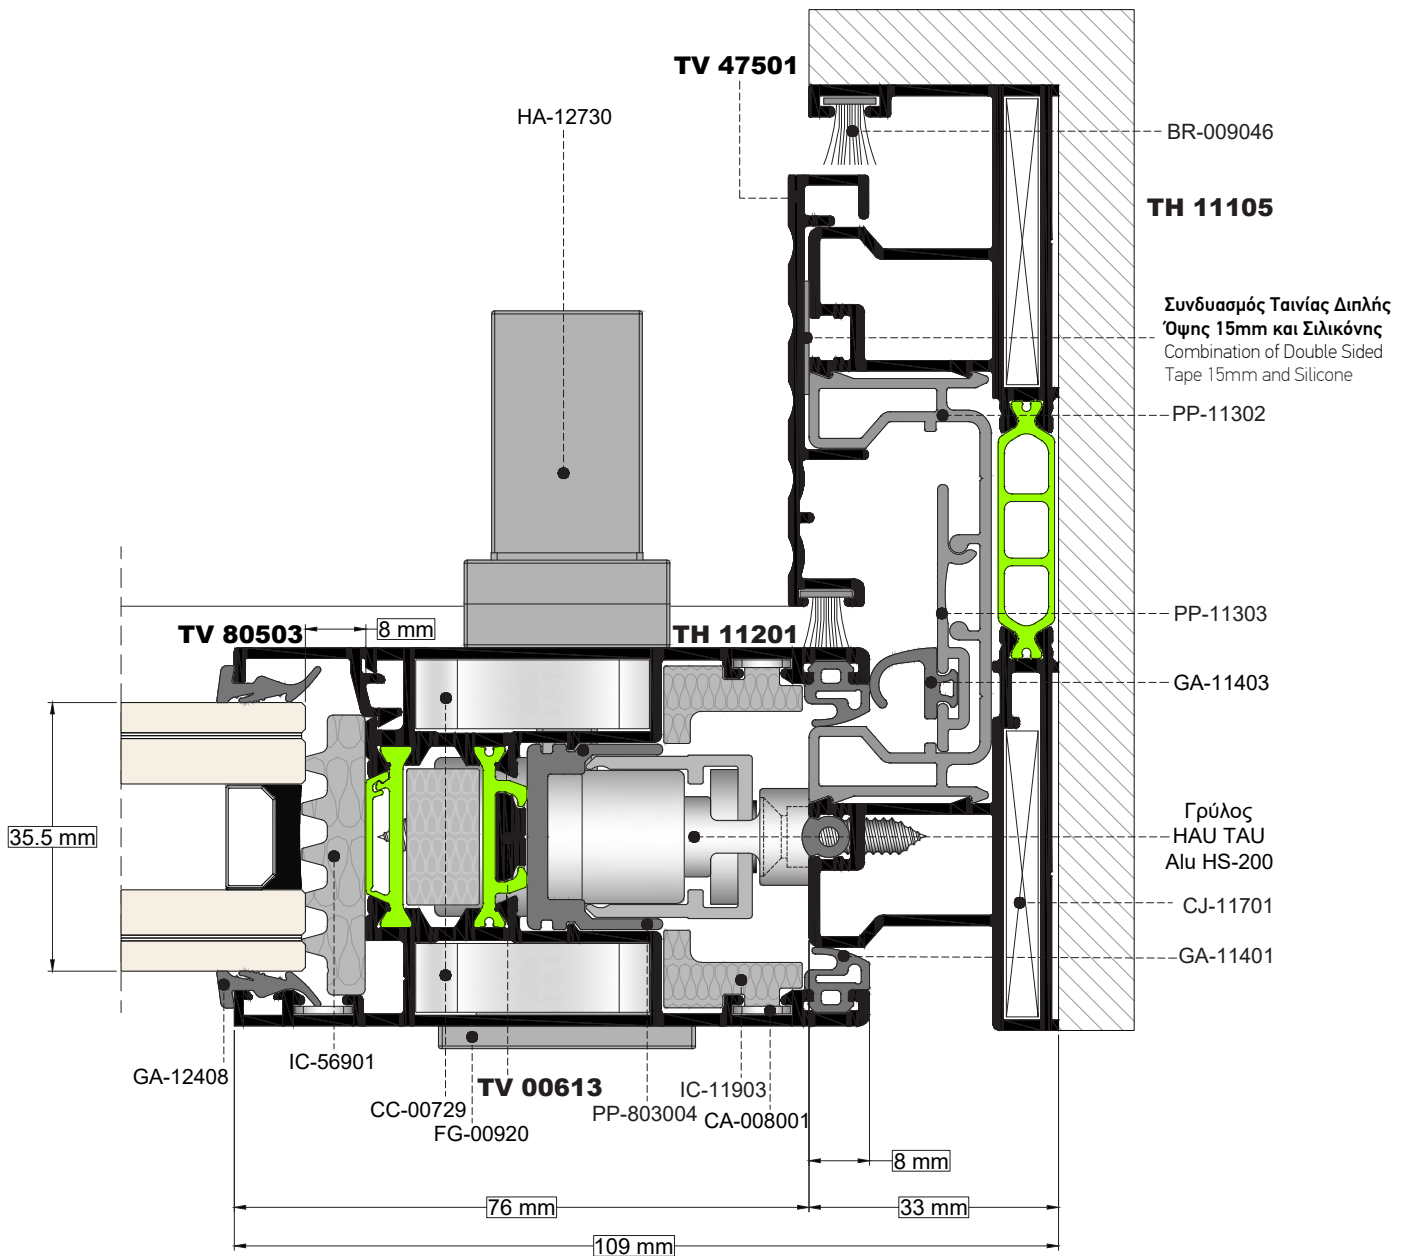 TV 47501
HA-12730
BR-009046
TH 11105
Συνδυασμός Ταινίας Διπλής
Όψης 15mm και Σιλικόνης
Combination of Double Sided
Tape 15mm and Silicone
PP-11302
PP-11303
TV 80503
8 mm
TH 11201
GA-11403
35.5 mm
Γρύλος
HAU TAU
Alu HS-200
CJ-11701
GA-11401
GA-12408
IC-56901
CC-00729
FG-00920
TV 00613
PP-803004
IC-11903
CA-008001
8 mm
76 mm
33 mm
109 mm